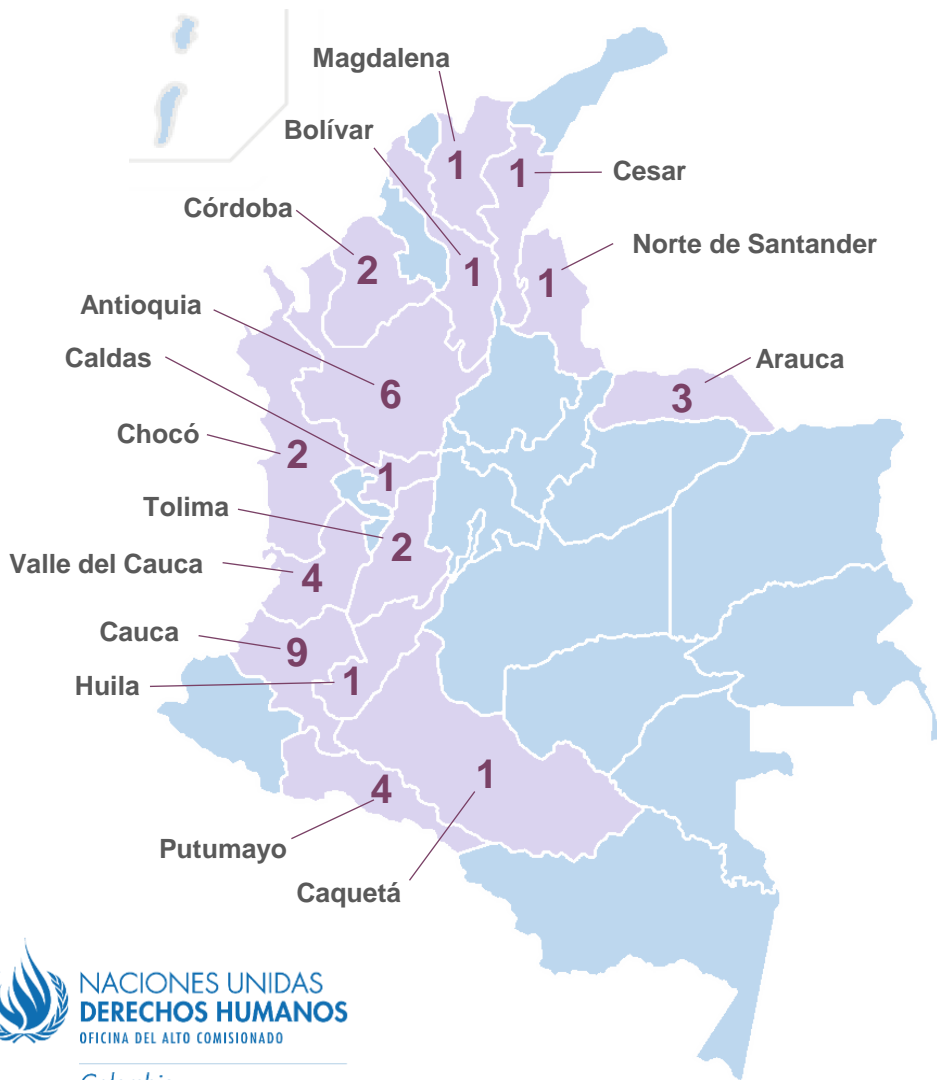 Magdalena
1
Bolívar
1
Cesar
1
Córdoba
2
Norte de Santander
1
Antioquia
6
Caldas
1
Arauca
3
Chocó
2
Tolima
2
Valle del Cauca
4
Cauca
9
Huila
1
Putumayo
4
Caquetá
1
NACIONES UNIDAS
DERECHOS HUMANOS
OFICINA DEL ALTO COMISIONADO
Colombia